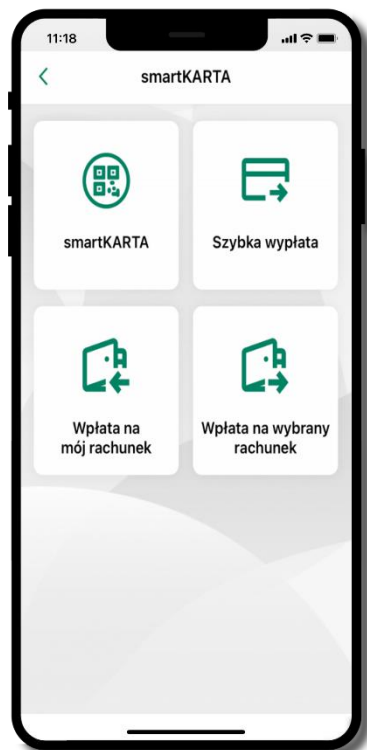 11:18
smartKARTA
smartKARTA
Szybka wypłata
Wpłata na
mój rachunek
Wpłata na wybrany
rachunek